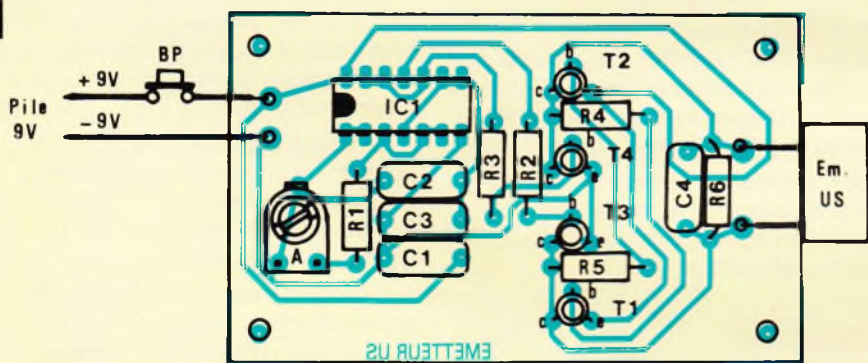 BP
+ 9V
Pile
9V
- 9V
IC1
A
R1
C2
C3
C1
R3
R2
b
T2
c
e
R4
b
T4
c
e
b
T3
c
e
R5
b
T1
c
e
C4
R6
Em.
US
EMETTEUR US